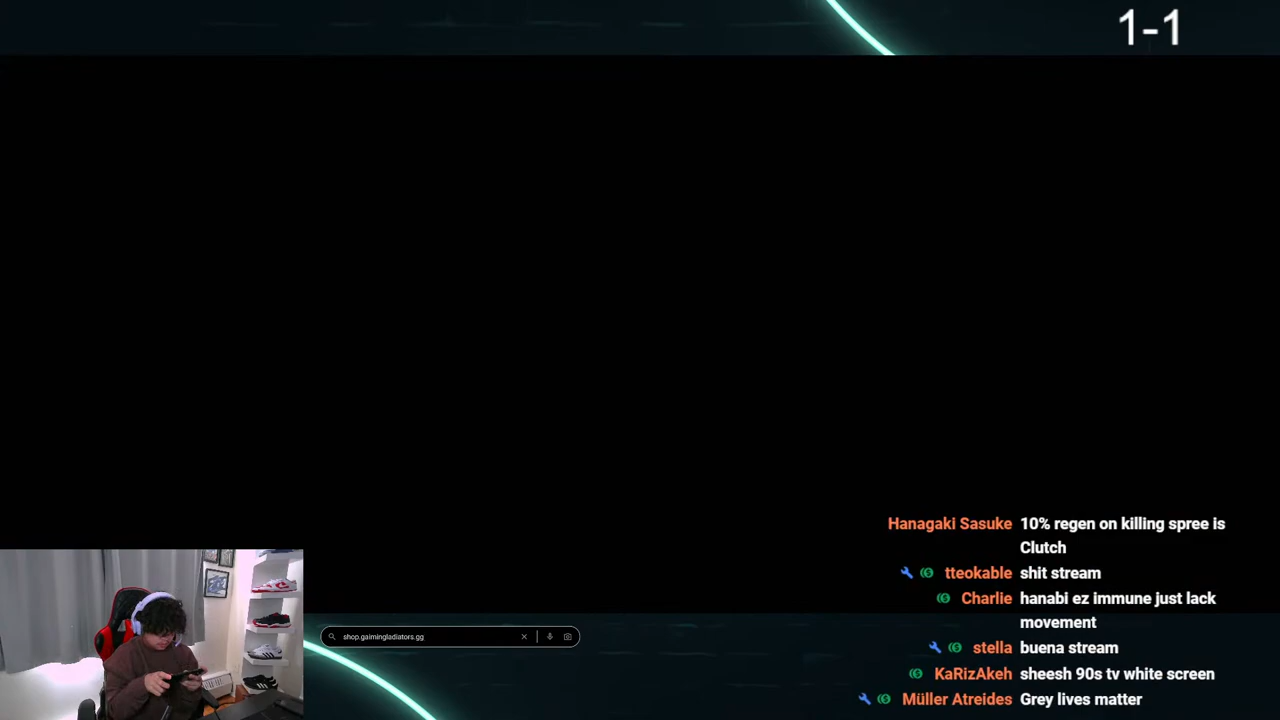 1-1
Hanagaki Sasuke 10% regen on killing spree is
Clutch
tteokable shit stream
Charlie hanabi ez immune just lack
movement
stella buena stream
KaRizAkeh sheesh 90s tv white screen
Müller Atreides Grey lives matter
shop.gaimingladiators.gg